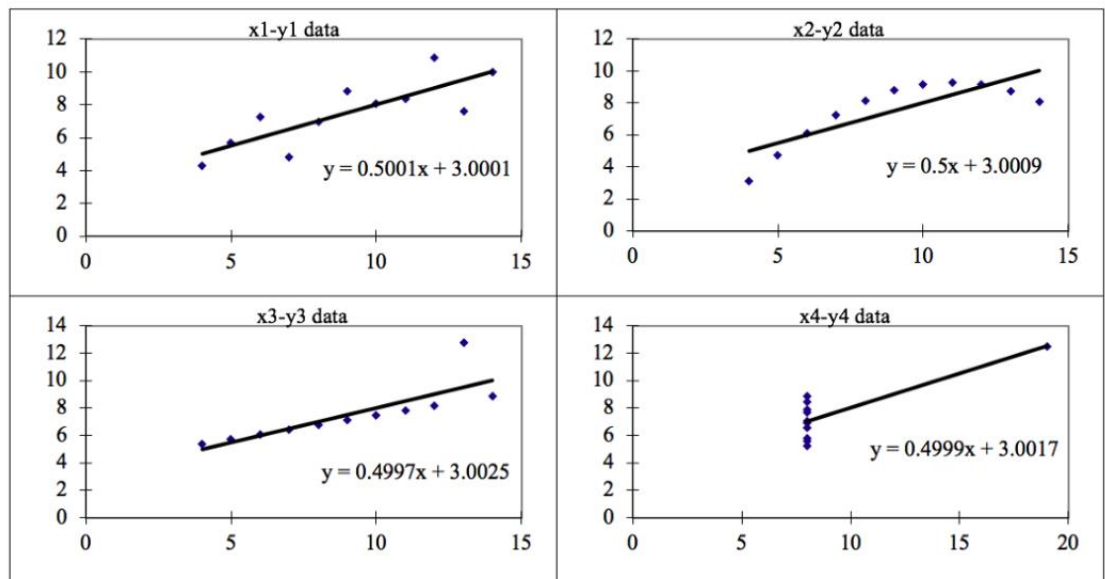 x1-y1 data
12
10
8
6
4
2
0
y = 0.5001x + 3.0001
0 5 10 15
x2-y2 data
12
10
8
6
4
2
0
y = 0.5x + 3.0009
0 5 10 15
x3-y3 data
14
12
10
8
6
4
2
0
y = 0.4997x + 3.0025
0 5 10 15
x4-y4 data
14
12
10
8
6
4
2
0
y = 0.4999x + 3.0017
0 5 10 15 20